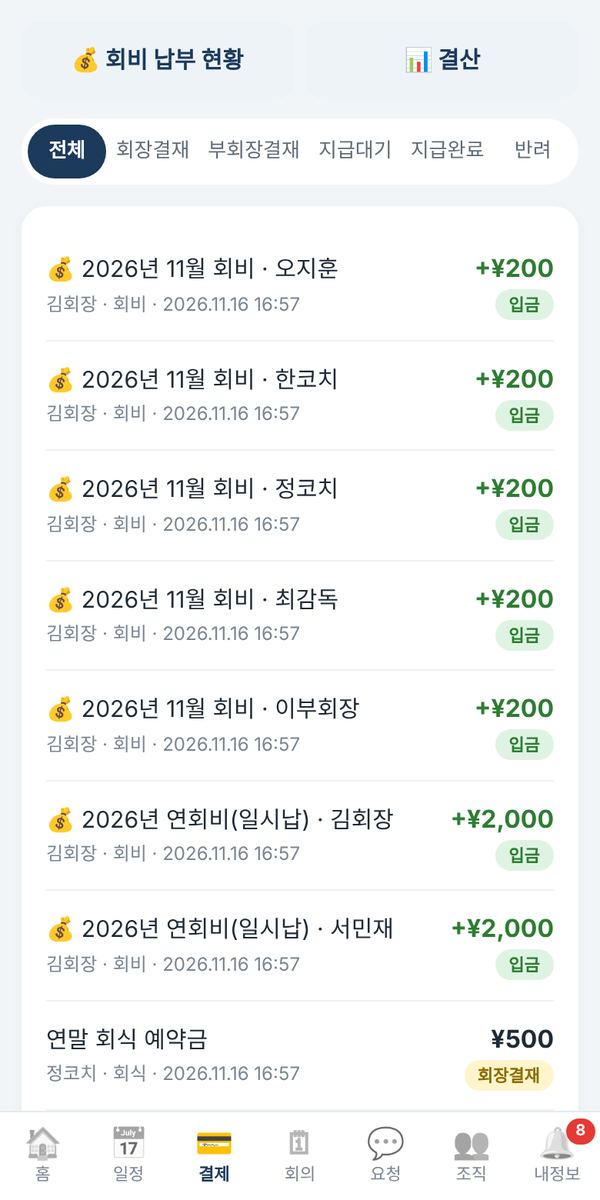 💰 회비 납부 현황
📊 결산
전체 회장결재 부회장결재 지급대기 지급완료 반려
💰 2026년 11월 회비 · 오지훈 +¥200
김회장 · 회비 · 2026.11.16 16:57 입금
💰 2026년 11월 회비 · 한코치 +¥200
김회장 · 회비 · 2026.11.16 16:57 입금
💰 2026년 11월 회비 · 정코치 +¥200
김회장 · 회비 · 2026.11.16 16:57 입금
💰 2026년 11월 회비 · 최감독 +¥200
김회장 · 회비 · 2026.11.16 16:57 입금
💰 2026년 11월 회비 · 이부회장 +¥200
김회장 · 회비 · 2026.11.16 16:57 입금
💰 2026년 연회비(일시납) · 김회장 +¥2,000
김회장 · 회비 · 2026.11.16 16:57 입금
💰 2026년 연회비(일시납) · 서민재 +¥2,000
김회장 · 회비 · 2026.11.16 16:57 입금
연말 회식 예약금 ¥500
정코치 · 회식 · 2026.11.16 16:57 회장결재
July
17
8
홈 일정 결제 회의 요청 조직 내정보